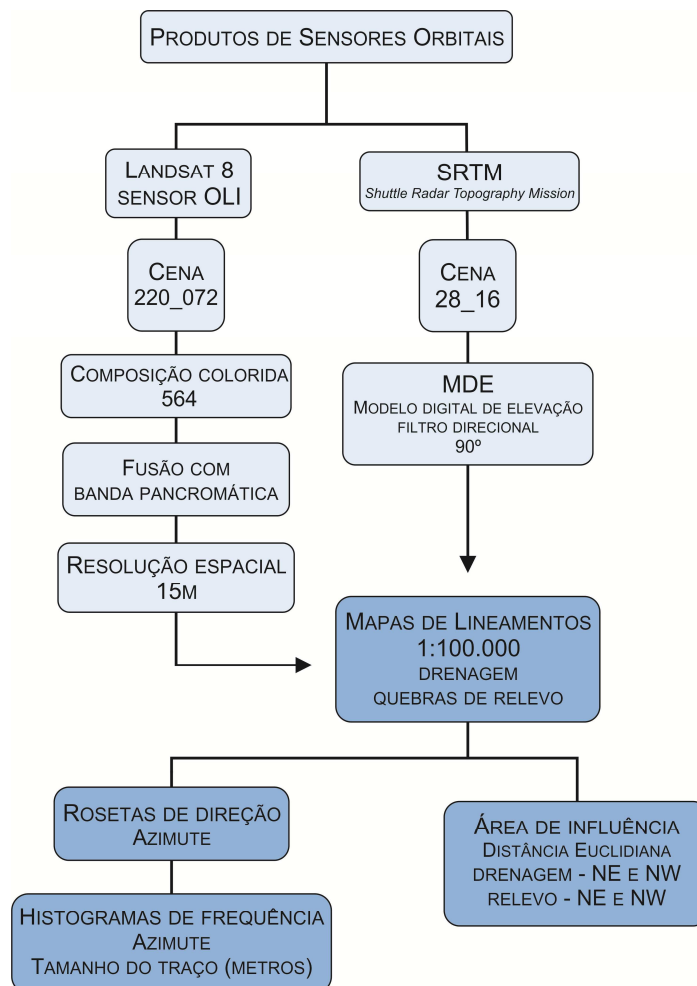 Produtos de Sensores Orbitais
Landsat 8
sensor OLI
Cena
220_072
Composição colorida
564
Fusão com
banda pancromática
Resolução espacial
15m
SRTM
Shuttle Radar Topography Mission
Cena
28_16
MDE
Modelo digital de elevação
filtro direcional
90º
Mapas de Lineamentos
1:100.000
drenagem
quebras de relevo
Rosetas de direção
Azimute
Histogramas de frequência
Azimute
Tamanho do traço (metros)
Área de influência
Distância Euclidiana
drenagem - NE e NW
relevo - NE e NW